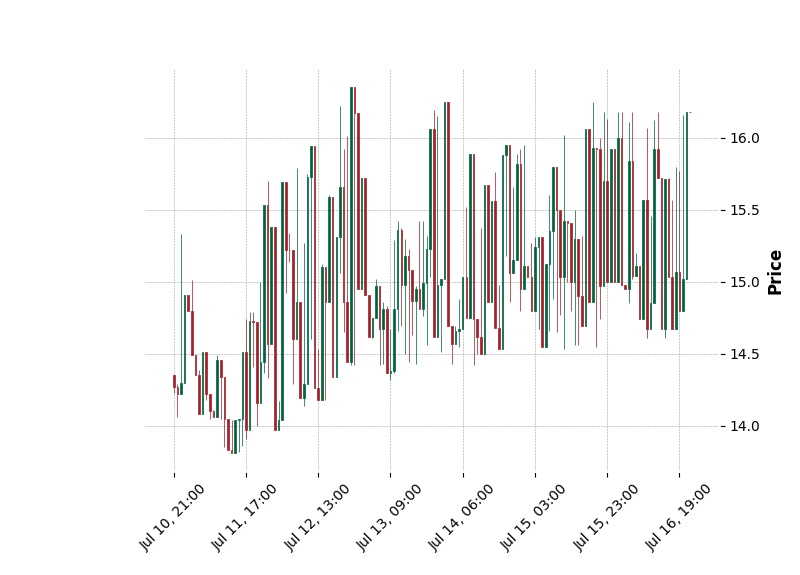 16.0
15.5
15.0
14.5
14.0
Price
Jul 10, 21:00
Jul 11, 17:00
Jul 12, 13:00
Jul 13, 09:00
Jul 14, 06:00
Jul 15, 03:00
Jul 15, 23:00
Jul 16, 19:00